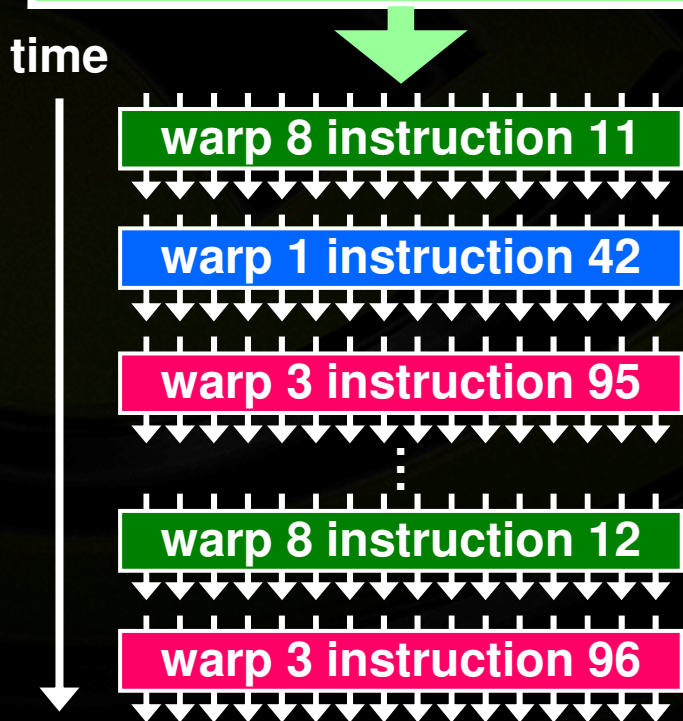 time
warp 8 instruction 11
warp 1 instruction 42
warp 3 instruction 95
⋮
warp 8 instruction 12
warp 3 instruction 96